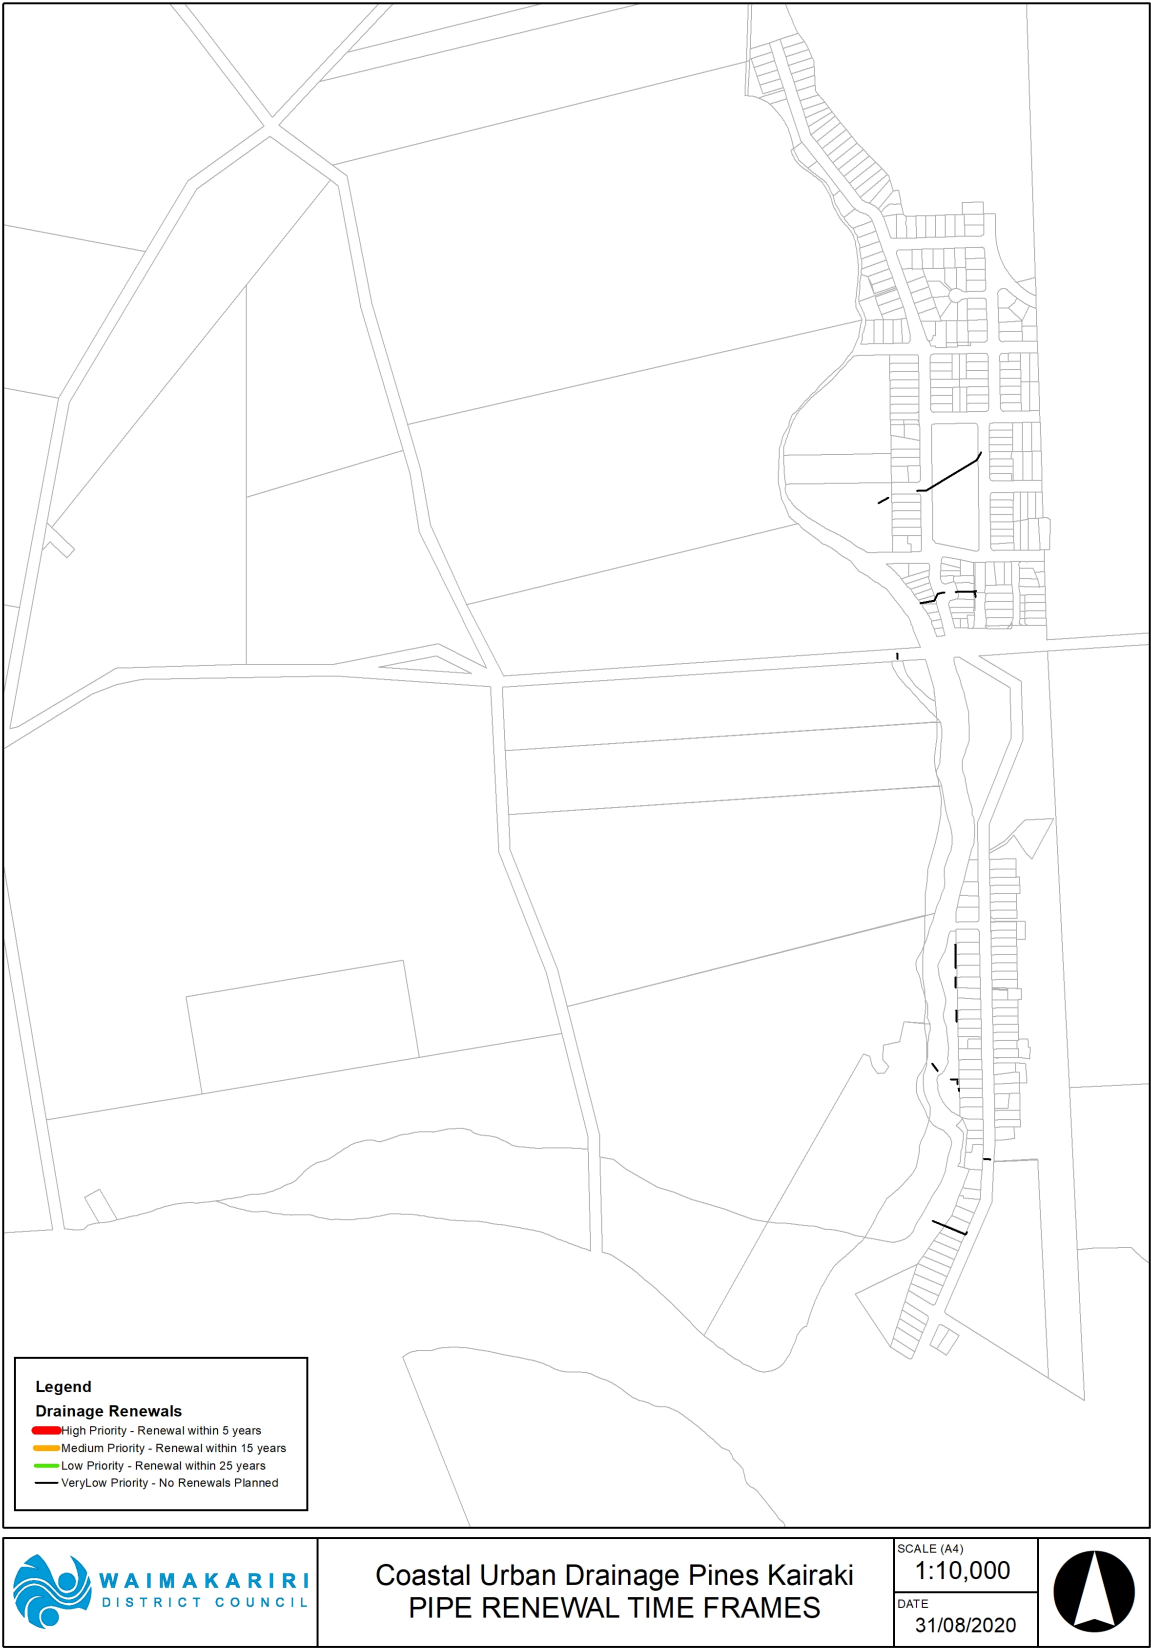 Legend
Drainage Renewals
High Priority - Renewal within 5 years
Medium Priority - Renewal within 15 years
Low Priority - Renewal within 25 years
VeryLow Priority - No Renewals Planned
WAIMAKARIRI
DISTRICT COUNCIL
Coastal Urban Drainage Pines Kairaki
PIPE RENEWAL TIME FRAMES
SCALE (A4)
1:10,000
DATE
31/08/2020